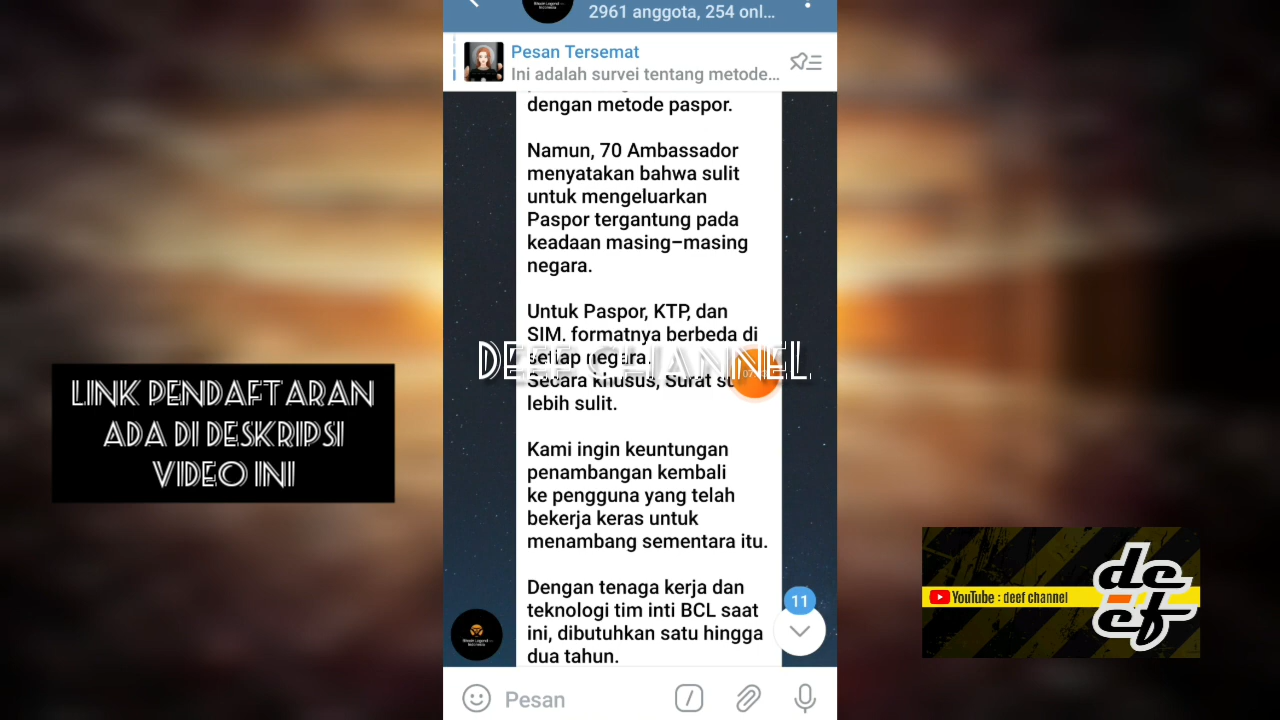 2961 anggota, 254 onl...
Pesan Tersemat
Ini adalah survei tentang metode...
dengan metode paspor.
Namun, 70 Ambassador
menyatakan bahwa sulit
untuk mengeluarkan
Paspor tergantung pada
keadaan masing-masing
negara.
Untuk Paspor, KTP, dan
SIM. formatnya berbeda di
setiap negara.
DEEF CHANNEL
Secara khusus, Surat
lebih sulit.
Kami ingin keuntungan
penambangan kembali
ke pengguna yang telah
bekerja keras untuk
menambang sementara itu.
Dengan tenaga kerja dan
teknologi tim inti BCL saat
ini, dibutuhkan satu hingga
dua tahun.
11
Pesan
LINK PENDAFTARAN
ADA DI DESKRIPSI
VIDEO INI
YouTube : deef channel
deef